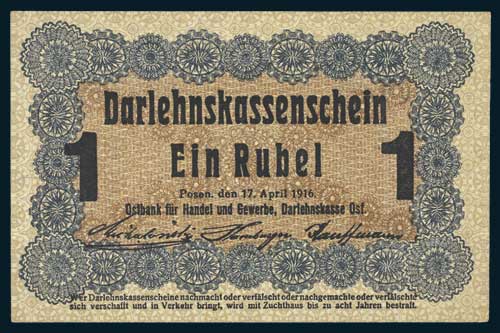 Darlehnskassenschein
1 Ein Rubel 1
Posen, den 17. April 1916.
Ostbank für Handel und Gewerbe, Darlehnskasse Ost.
Kauffmann
Wer Darlehnskassenscheine nachmacht oder verfälscht oder nachgemachte oder verfälschte
sich verschafft und in Verkehr bringt, wird mit Zuchthaus bis zu acht Jahren bestraft.